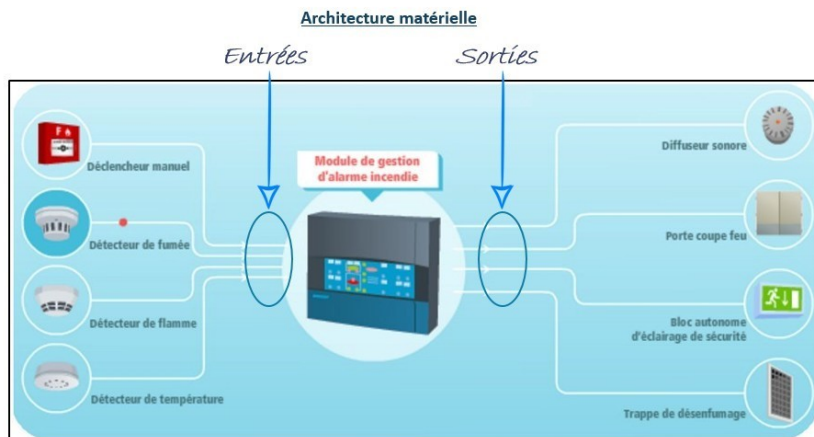 Architecture matérielle
Entrées
Sorties
Déclencheur manuel
Détecteur de fumée
Détecteur de flamme
Détecteur de température
Module de gestion
d'alarme incendie
Diffuseur sonore
Porte coupe feu
Bloc autonome
d'éclairage de sécurité
Trappe de désenfumage